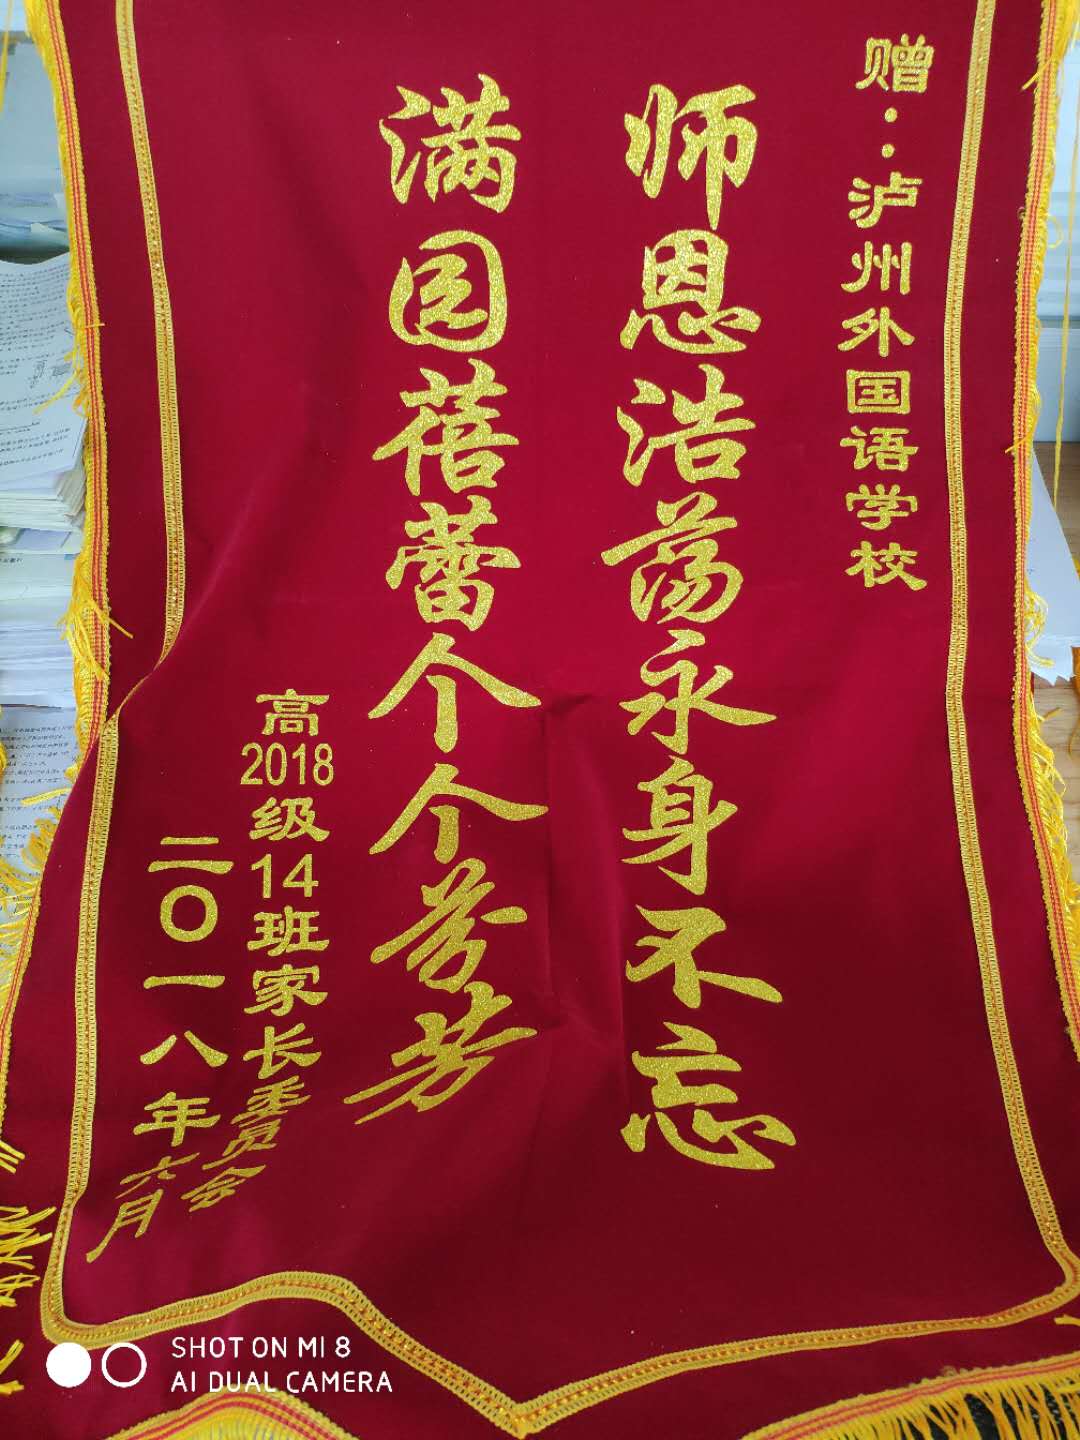 赠：泸州外国语学校
师恩浩荡永身不忘
满园蓓蕾个个芬芳
高2018级14班家长委员会
二〇一八年六月
SHOT ON MI 8
AI DUAL CAMERA